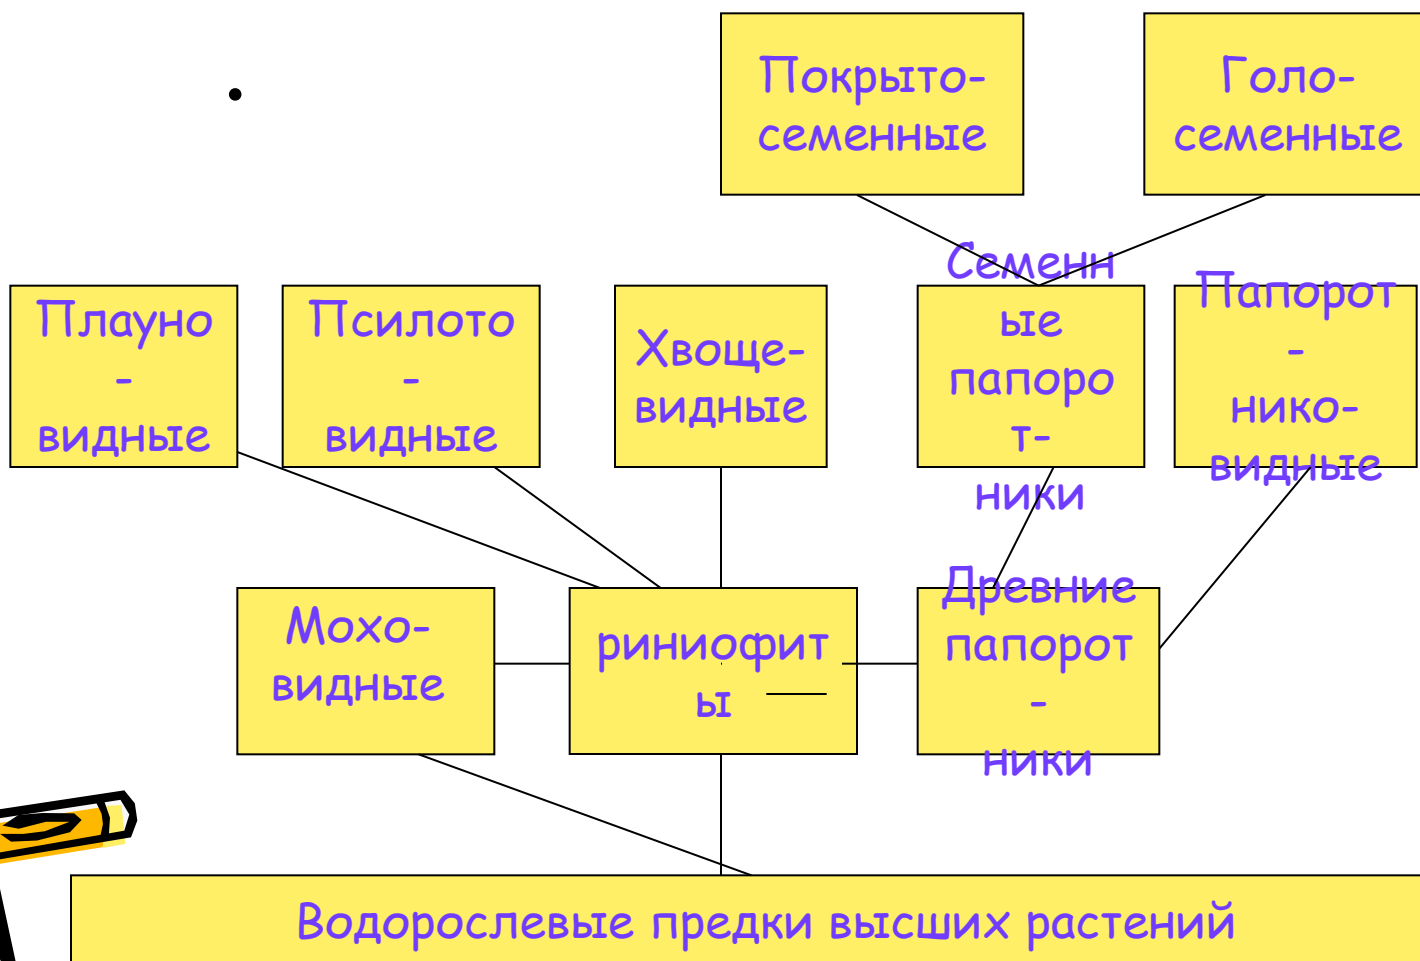 Покрыто-
семенные
Голо-
семенные
Плауно
-
видные
Псилото
-
видные
Хвоще-
видные
Семенн
ые
папоро
т-
ники
Папорот
-
нико-
видные
Мохо-
видные
риниофит
ы
Древние
папорот
-
ники
Водорослевые предки высших растений